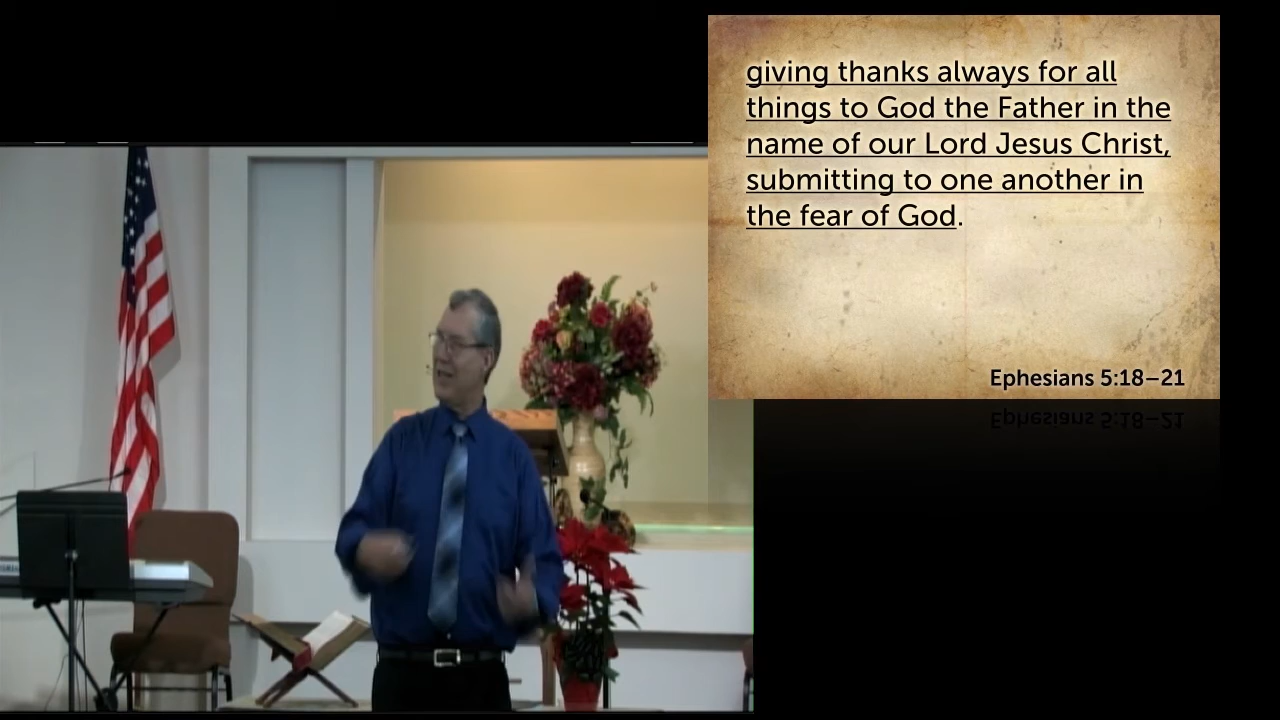 giving thanks always for all
things to God the Father in the
name of our Lord Jesus Christ,
submitting to one another in
the fear of God.
Ephesians 5:18–21